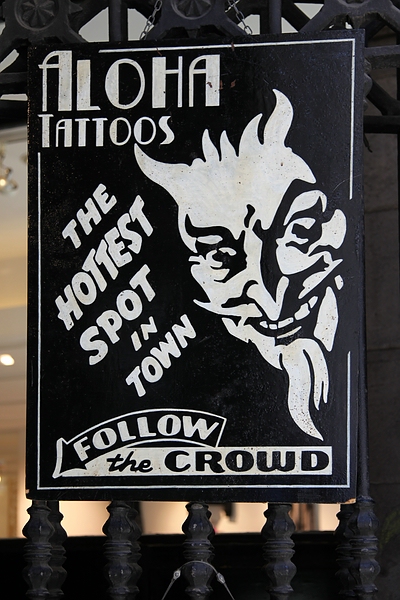 ALOHA
TATTOOS
THE
HOTTEST
SPOT
IN
TOWN
FOLLOW
the CROWD